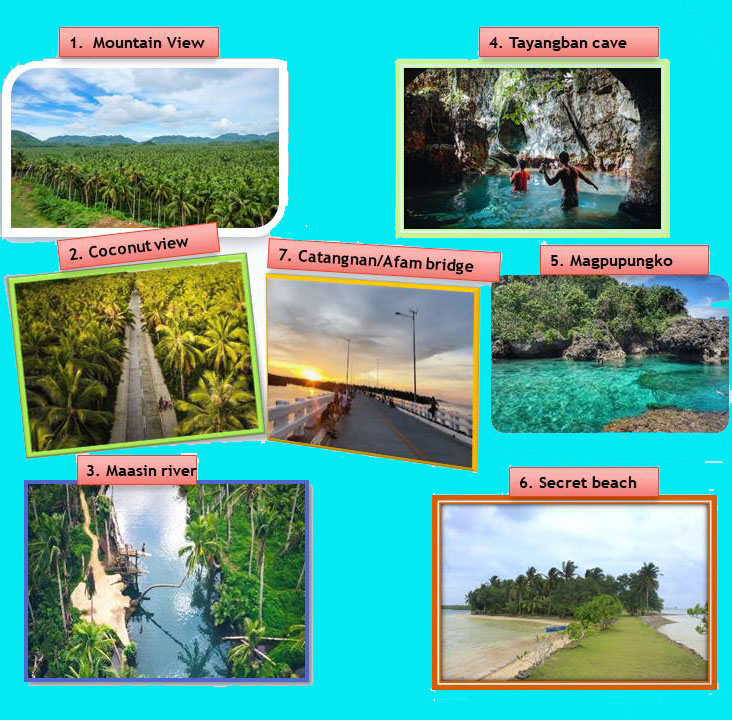 1. Mountain View
2. Coconut view
3. Maasin river
4. Tayangban cave
5. Magpupungko
6. Secret beach
7. Catangnan/Afam bridge